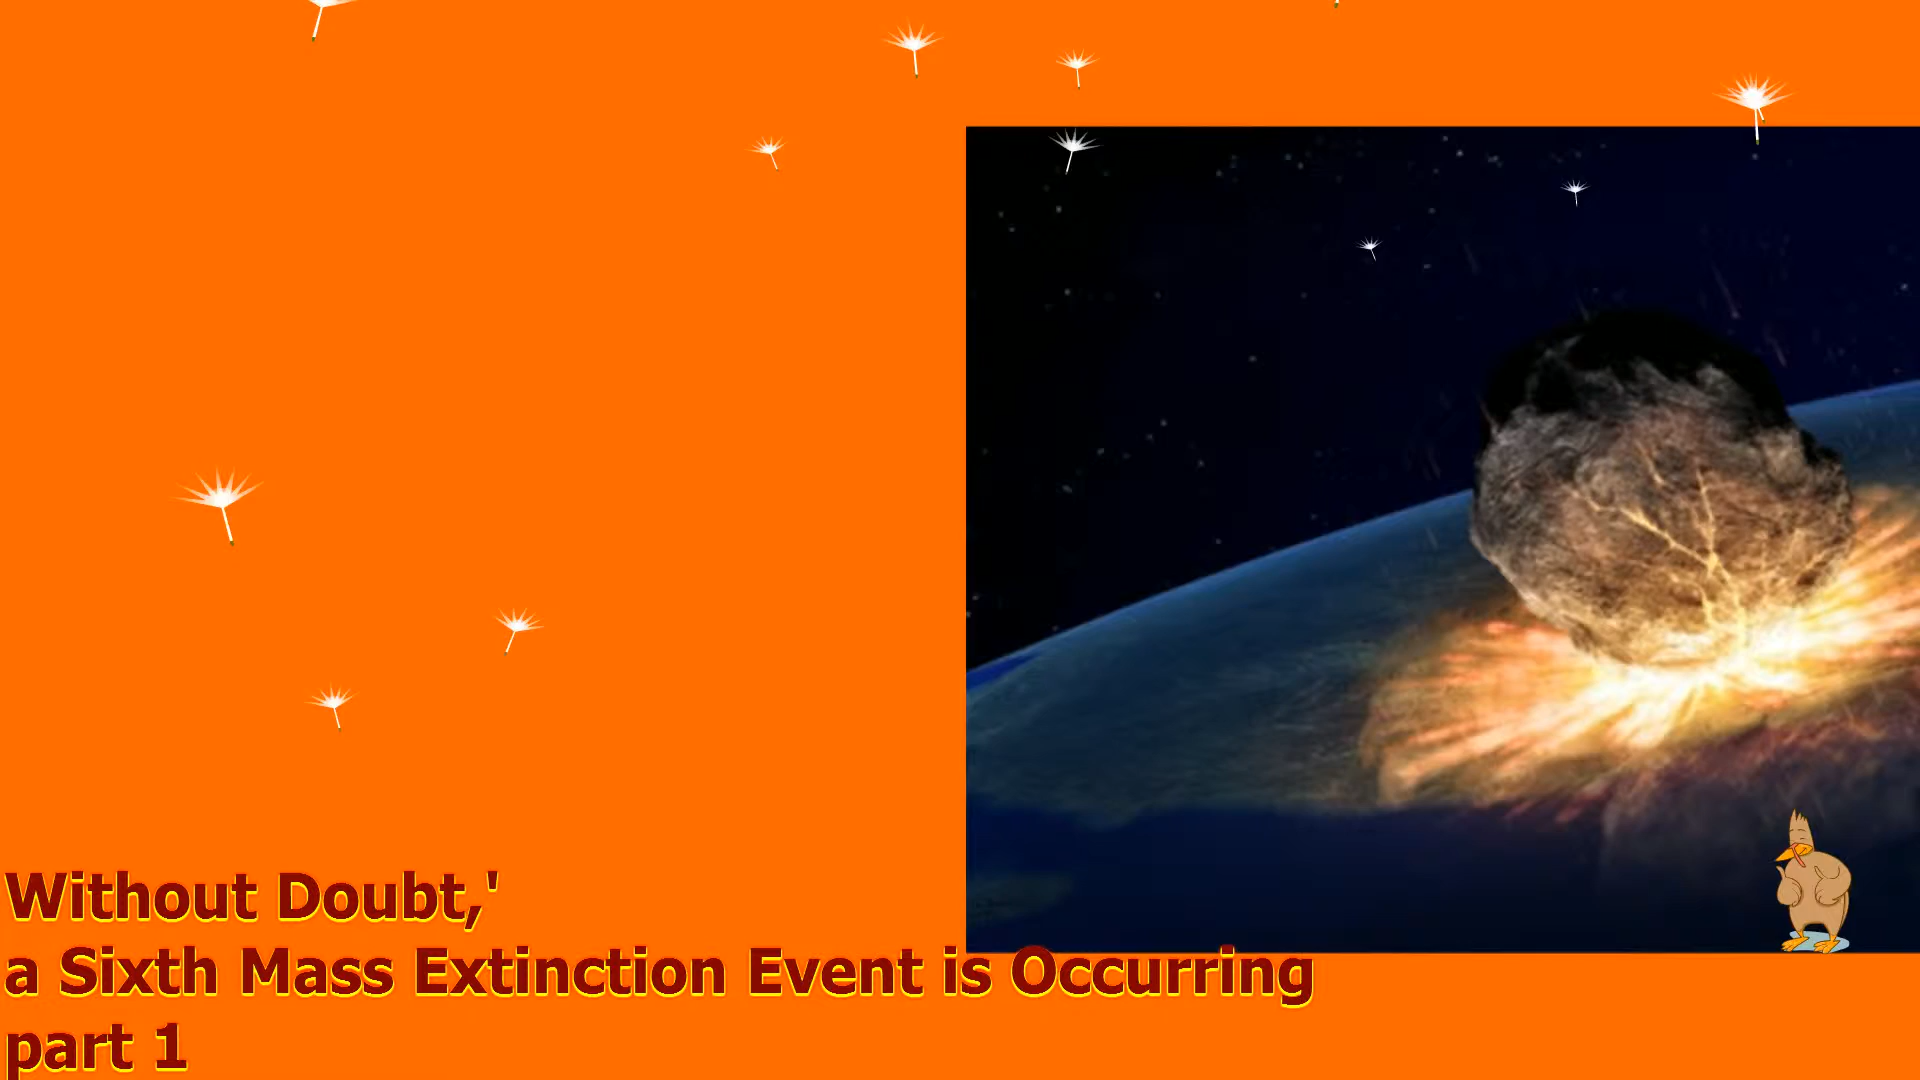 Without Doubt,'
a Sixth Mass Extinction Event is Occurring
part 1